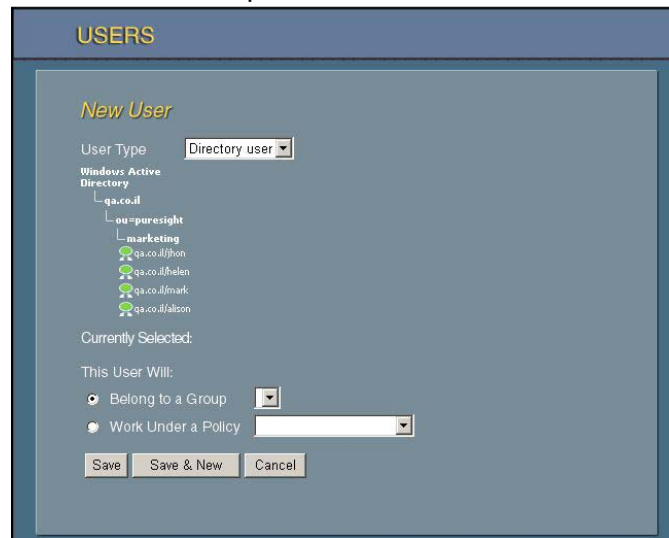 USERS
New User
User Type Directory user
Windows Active
Directory
qa.co.il
ou=puresight
marketing
qa.co.il/jhon
qa.co.il/helen
qa.co.il/mark
qa.co.il/alison
Currently Selected:
This User Will:
Belong to a Group
Work Under a Policy
Save Save & New Cancel